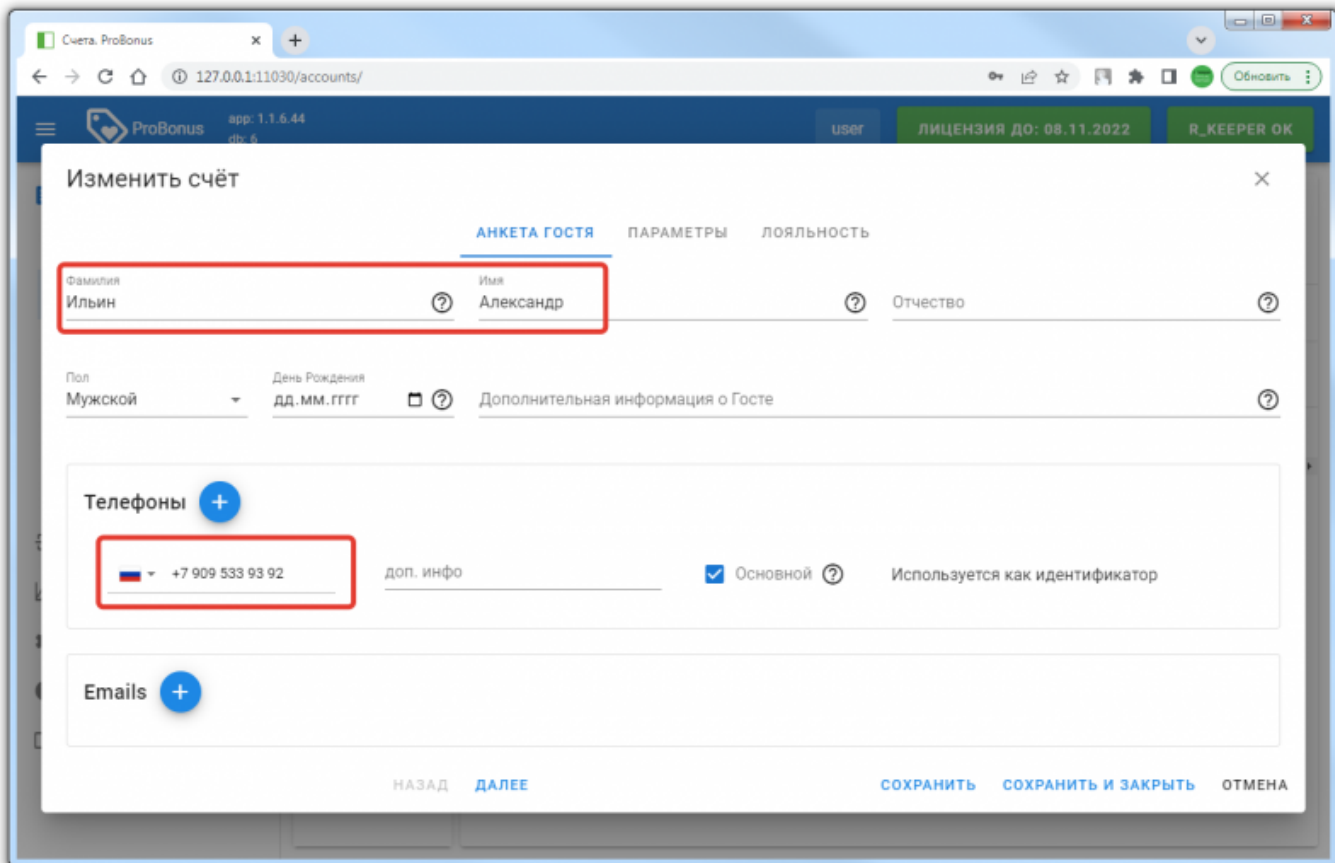 Счета. ProBonus
127.0.0.1:11030/accounts/
Обновить
ProBonus
app: 1.1.6.44
db: 6
user
ЛИЦЕНЗИЯ ДО: 08.11.2022
R_KEEPER OK
Изменить счёт
АНКЕТА ГОСТЯ ПАРАМЕТРЫ ЛОЯЛЬНОСТЬ
Фамилия Имя
Ильин Александр Отчество
Пол День Рождения
Мужской дд.мм.гггг Дополнительная информация о Госте
Телефоны
+7 909 533 93 92 доп. инфо Основной Используется как идентификатор
Emails
НАЗАД ДАЛЕЕ СОХРАНИТЬ СОХРАНИТЬ И ЗАКРЫТЬ ОТМЕНА